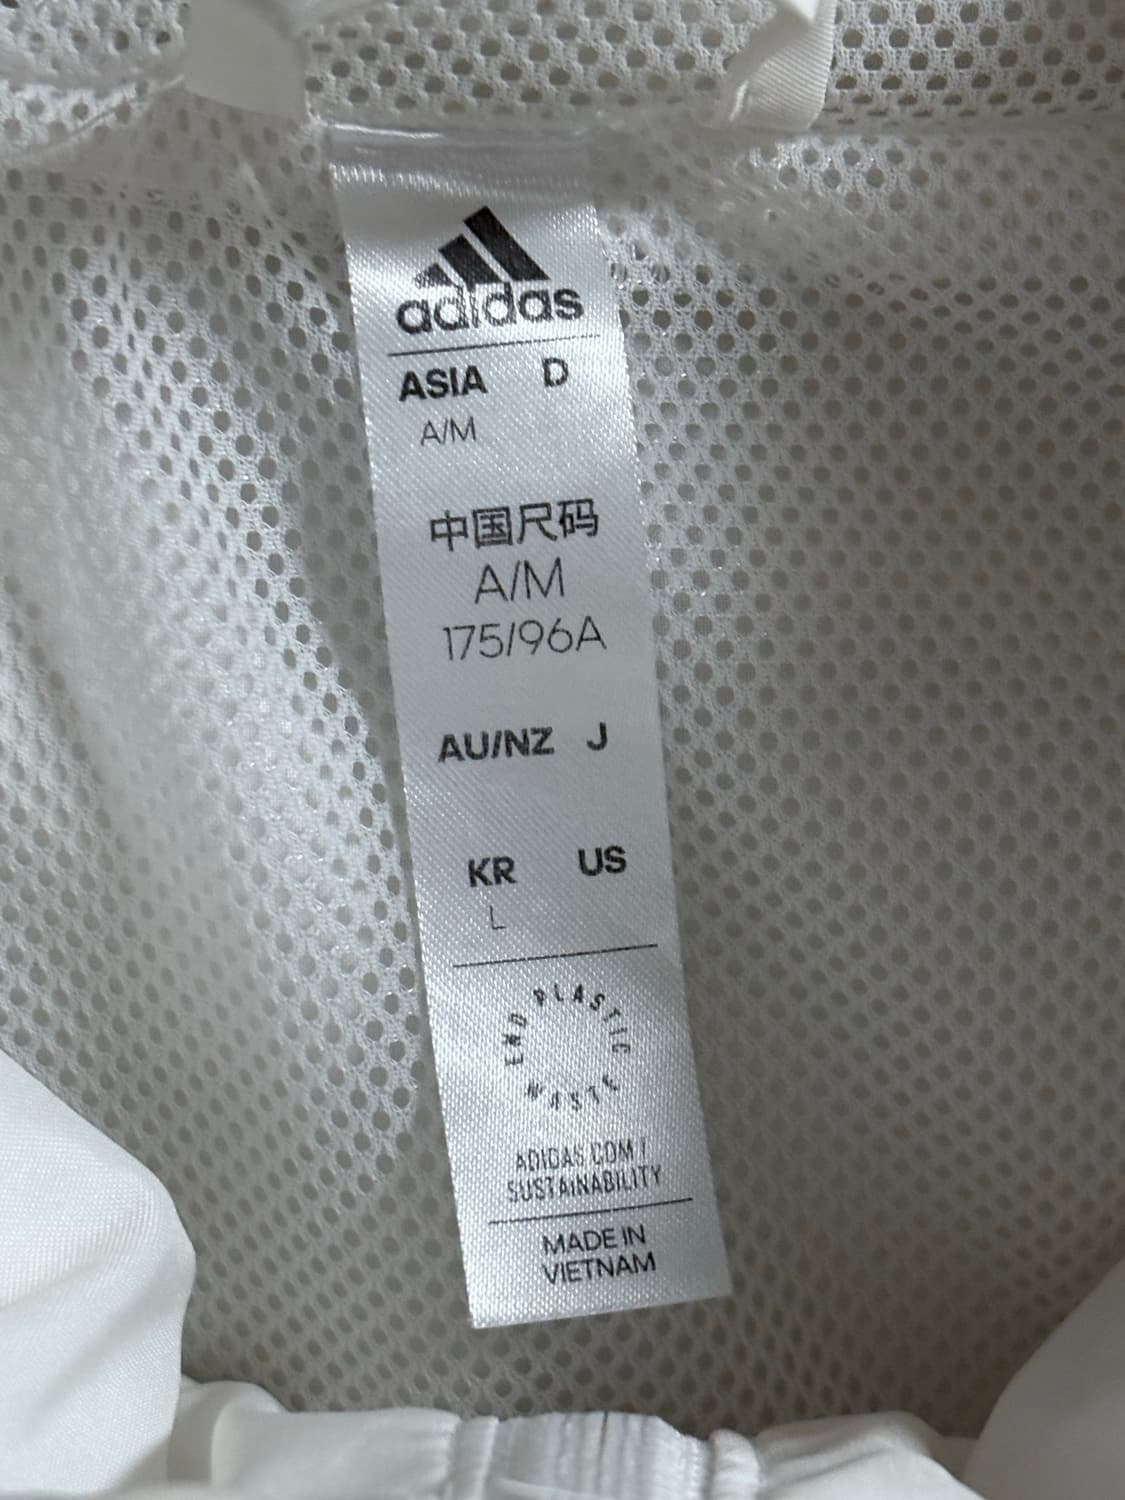 adidas
ASIA D
A/M
中国尺码
A/M
175/96A
AU/NZ J
KR US
L
END PLASTIC WASTE
ADIDAS.COM/
SUSTAINABILITY
MADE IN
VIETNAM